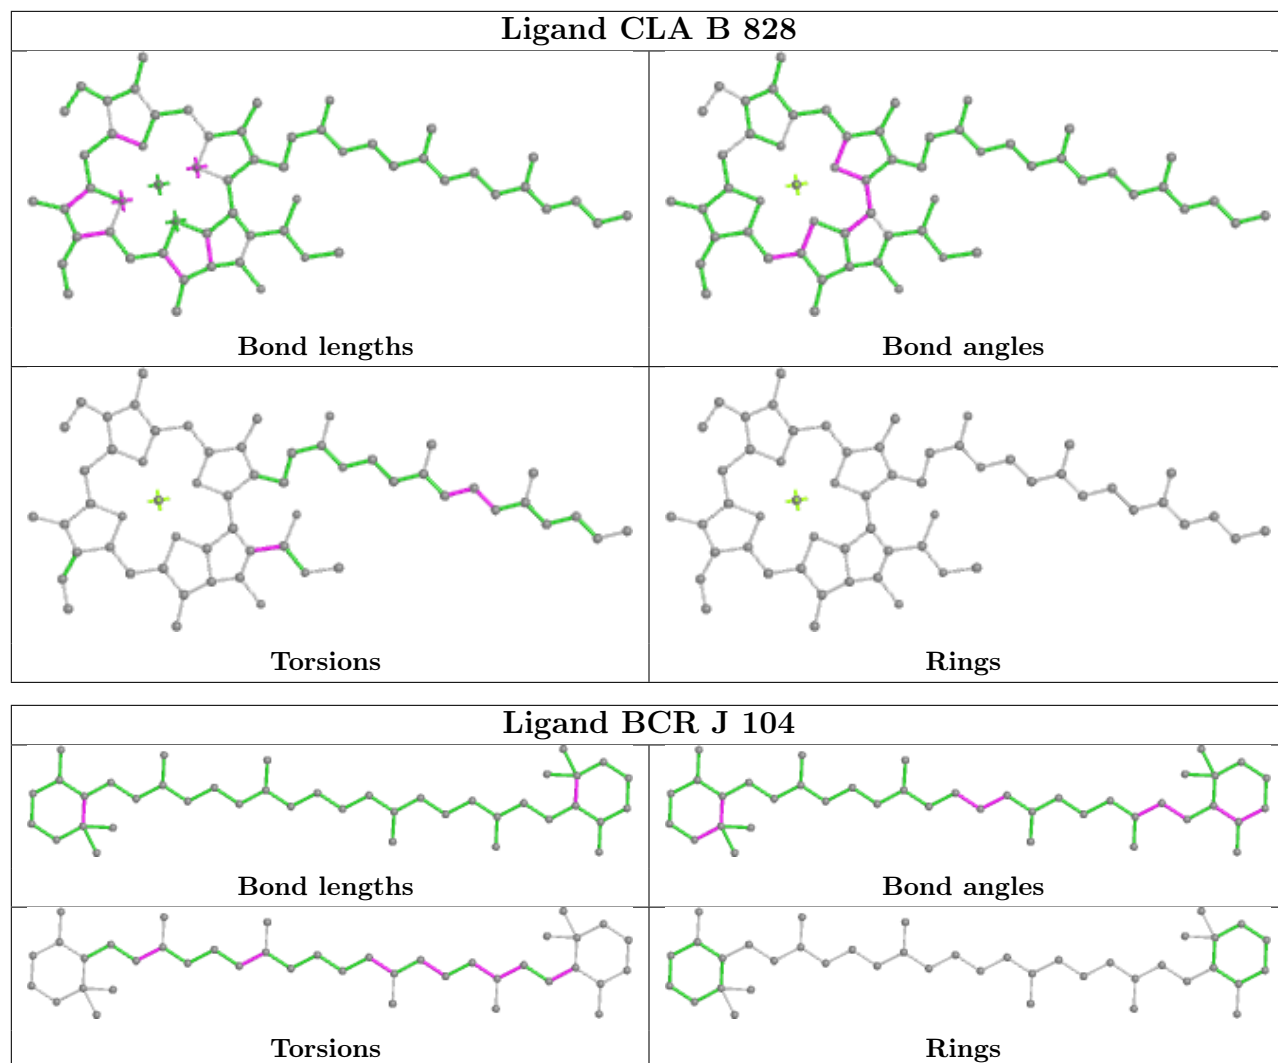 Ligand CLA B 828
Bond lengths
Bond angles
Torsions
Rings
Ligand BCR J 104
Bond lengths
Bond angles
Torsions
Rings